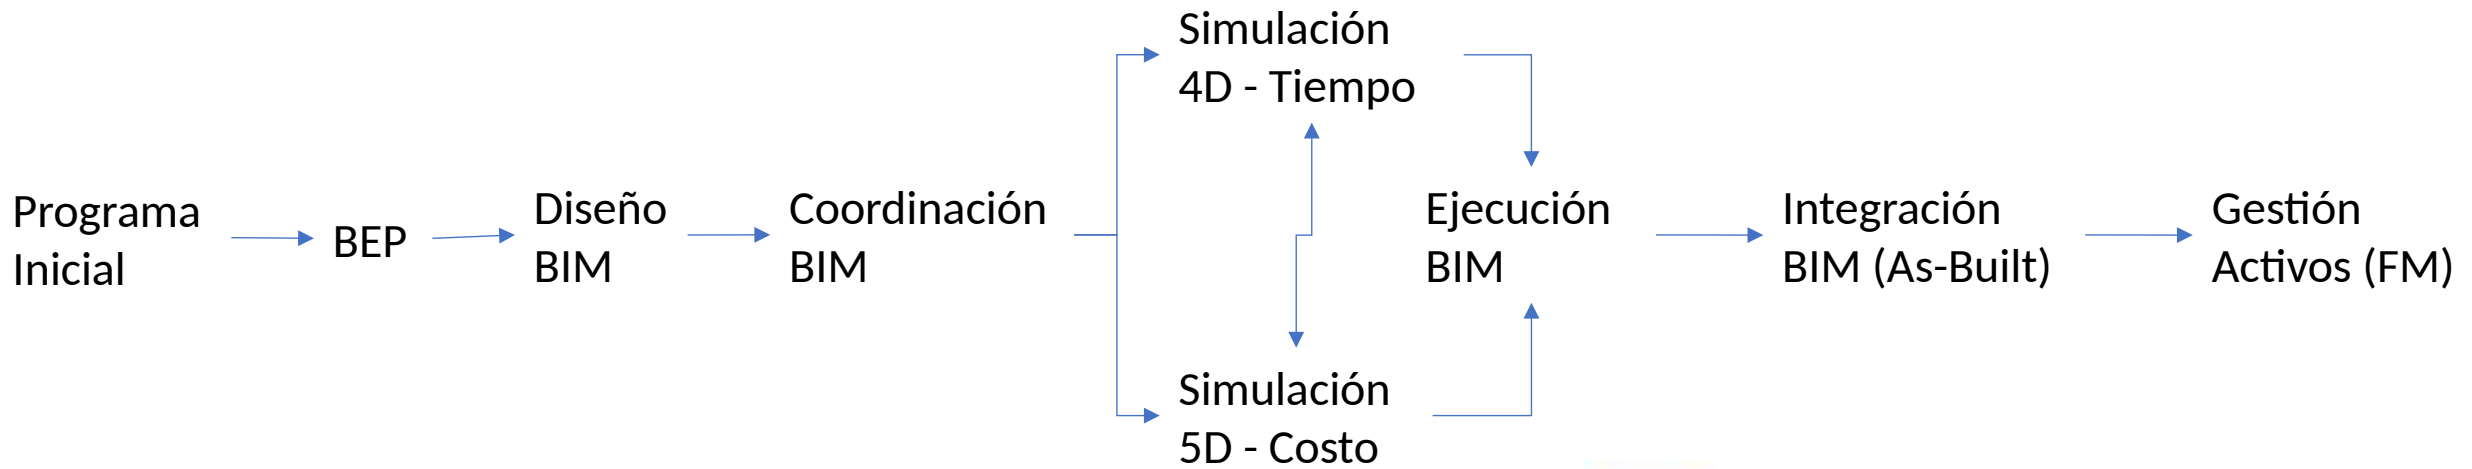 Programa
Inicial
BEP
Diseño
BIM
Coordinación
BIM
Simulación
4D - Tiempo
Simulación
5D - Costo
Ejecución
BIM
Integración
BIM (As-Built)
Gestión
Activos (FM)